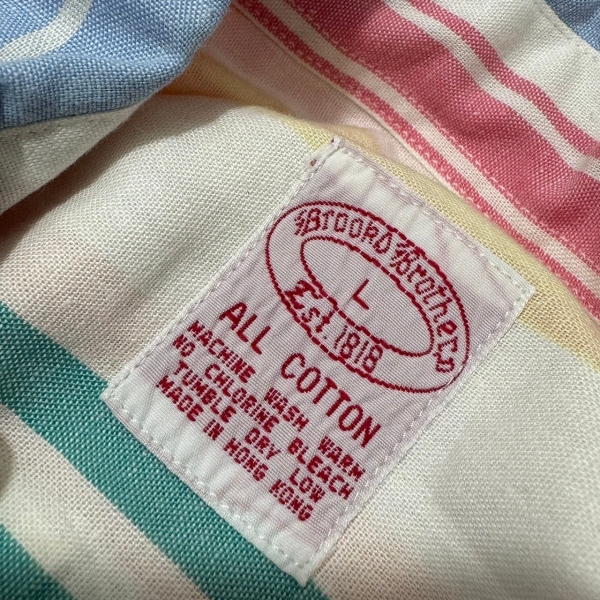 Brooks Brothers
L
Est. 1818
ALL COTTON
MACHINE WASH WARM
NO CHLORINE BLEACH
TUMBLE DRY LOW
MADE IN HONG KONG